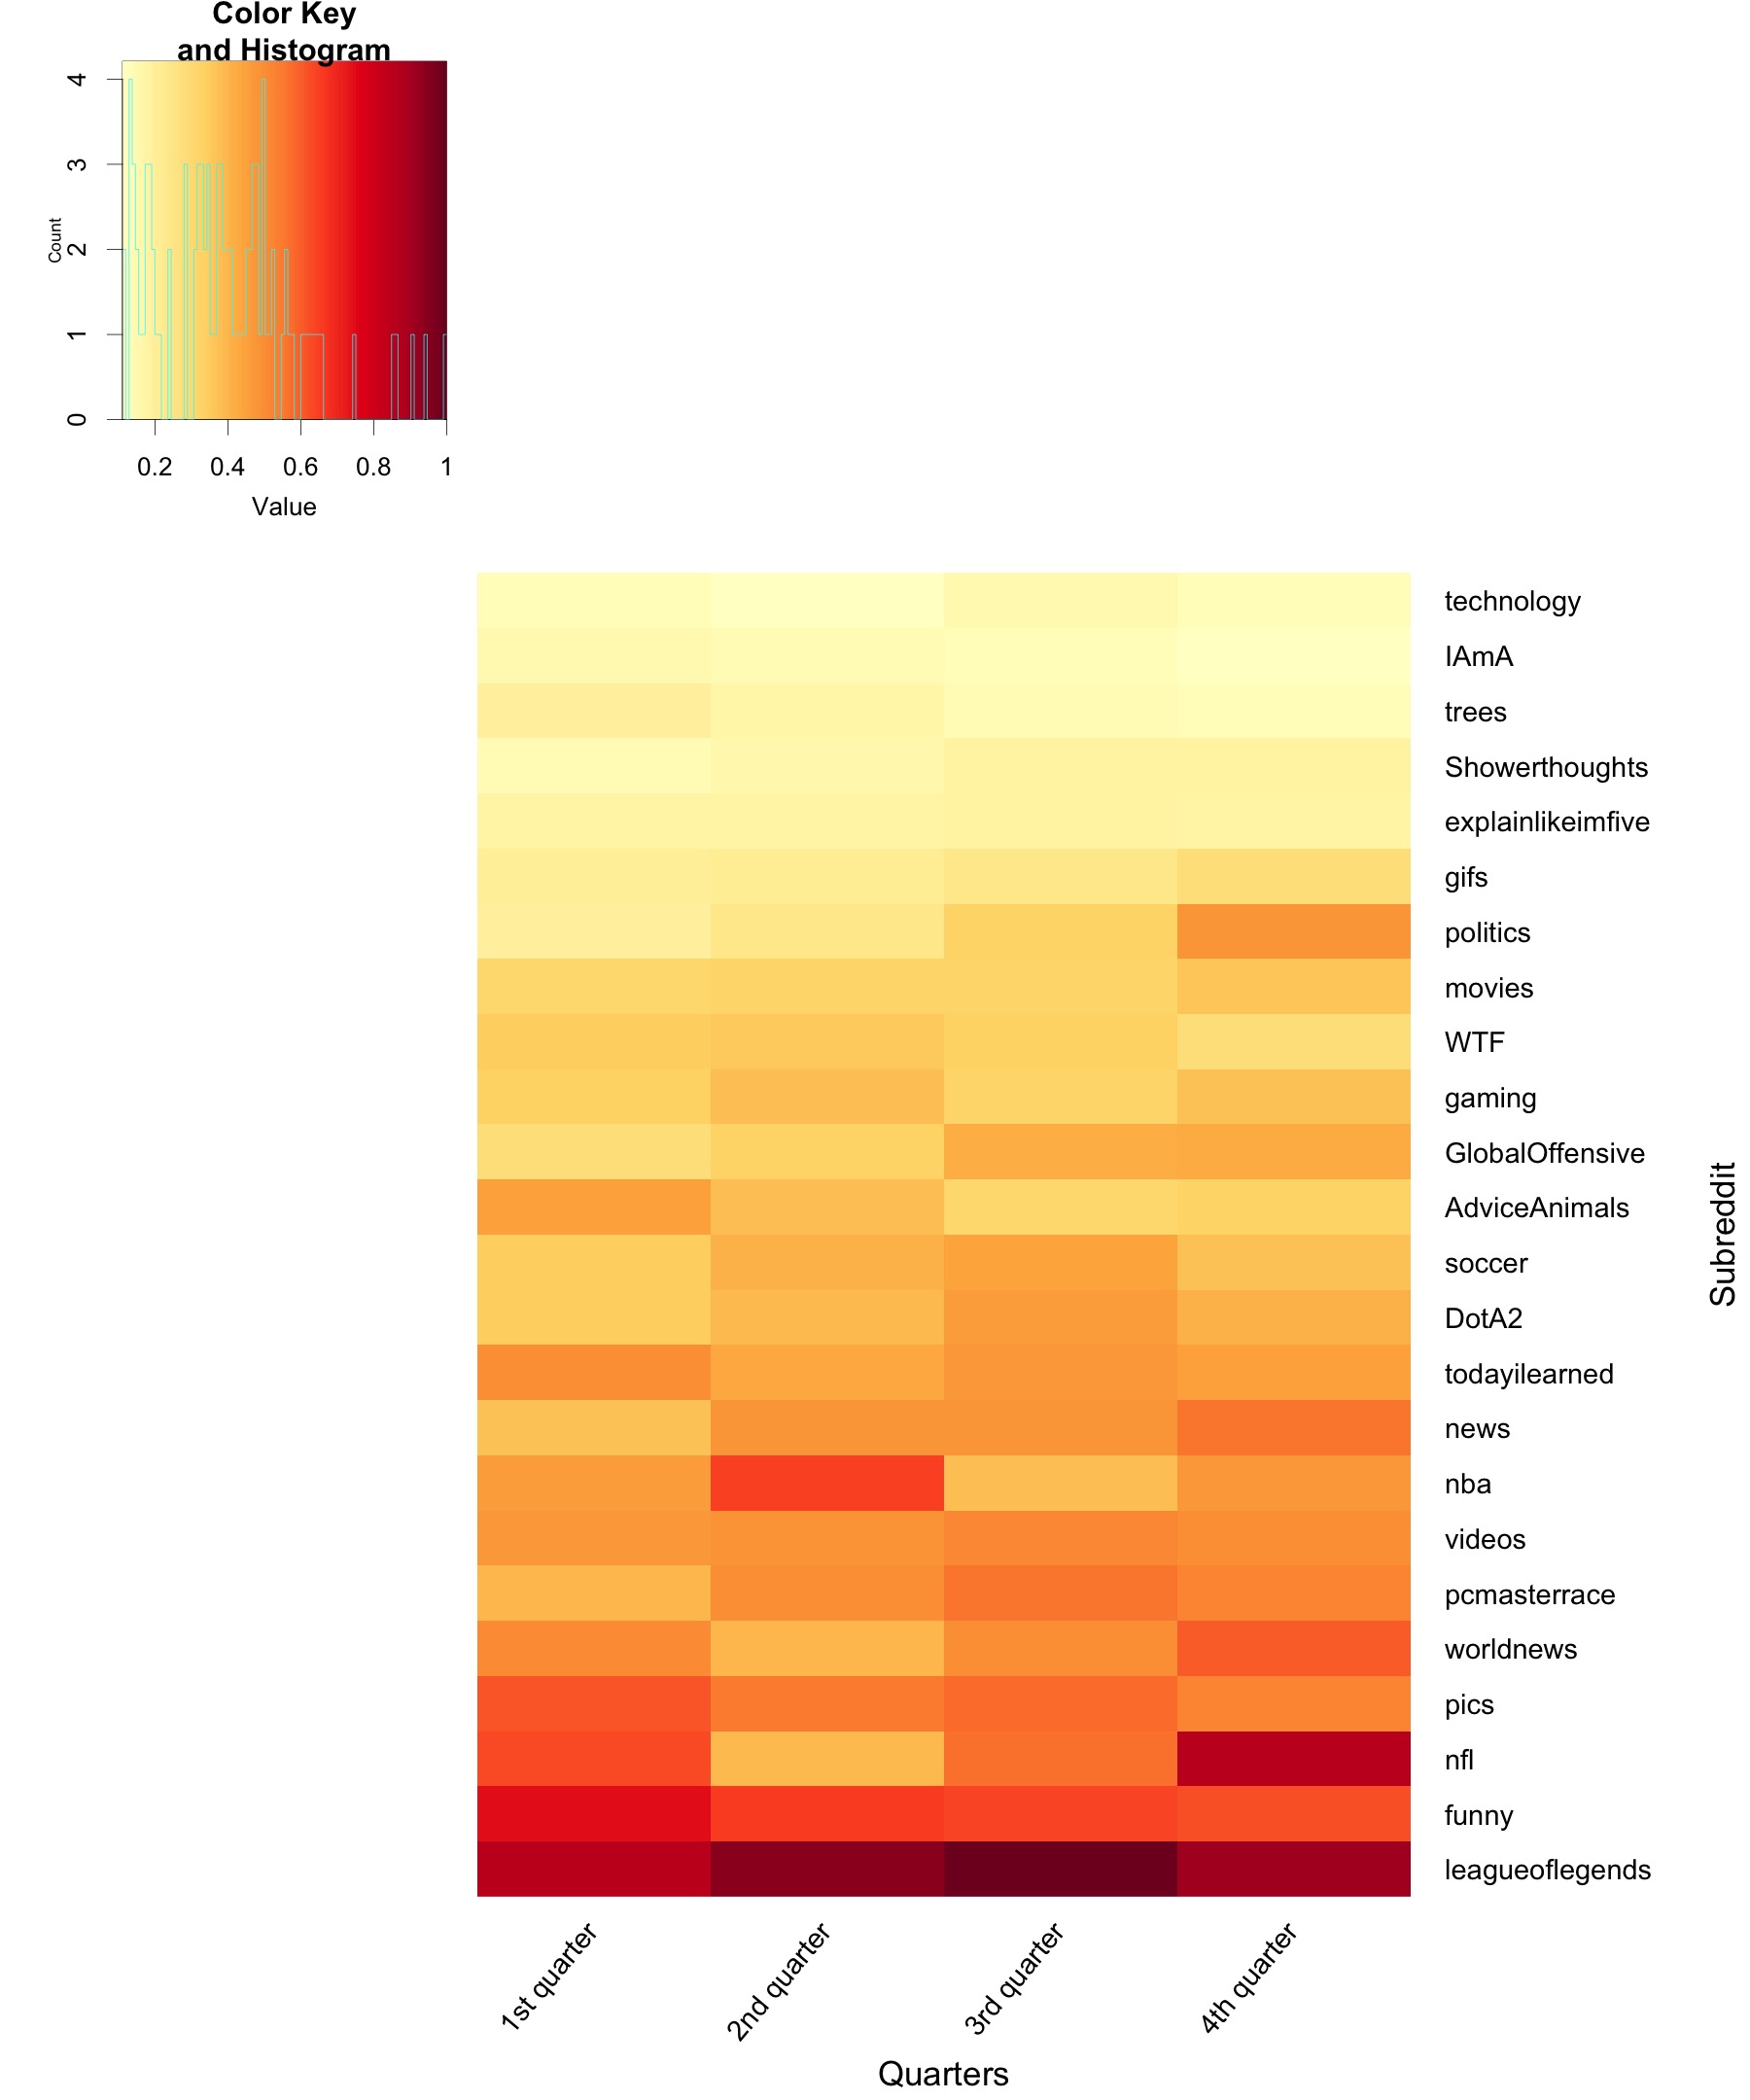 Color Key
and Histogram
4
3
2
1
0
Count
0.2 0.4 0.6 0.8 1
Value
technology
IAmA
trees
Showerthoughts
explainlikeimfive
gifs
politics
movies
WTF
gaming
GlobalOffensive
AdviceAnimals
soccer
DotA2
todayilearned
news
nba
videos
pcmasterrace
worldnews
pics
nfl
funny
leagueoflegends
Subreddit
1st quarter
2nd quarter
3rd quarter
4th quarter
Quarters